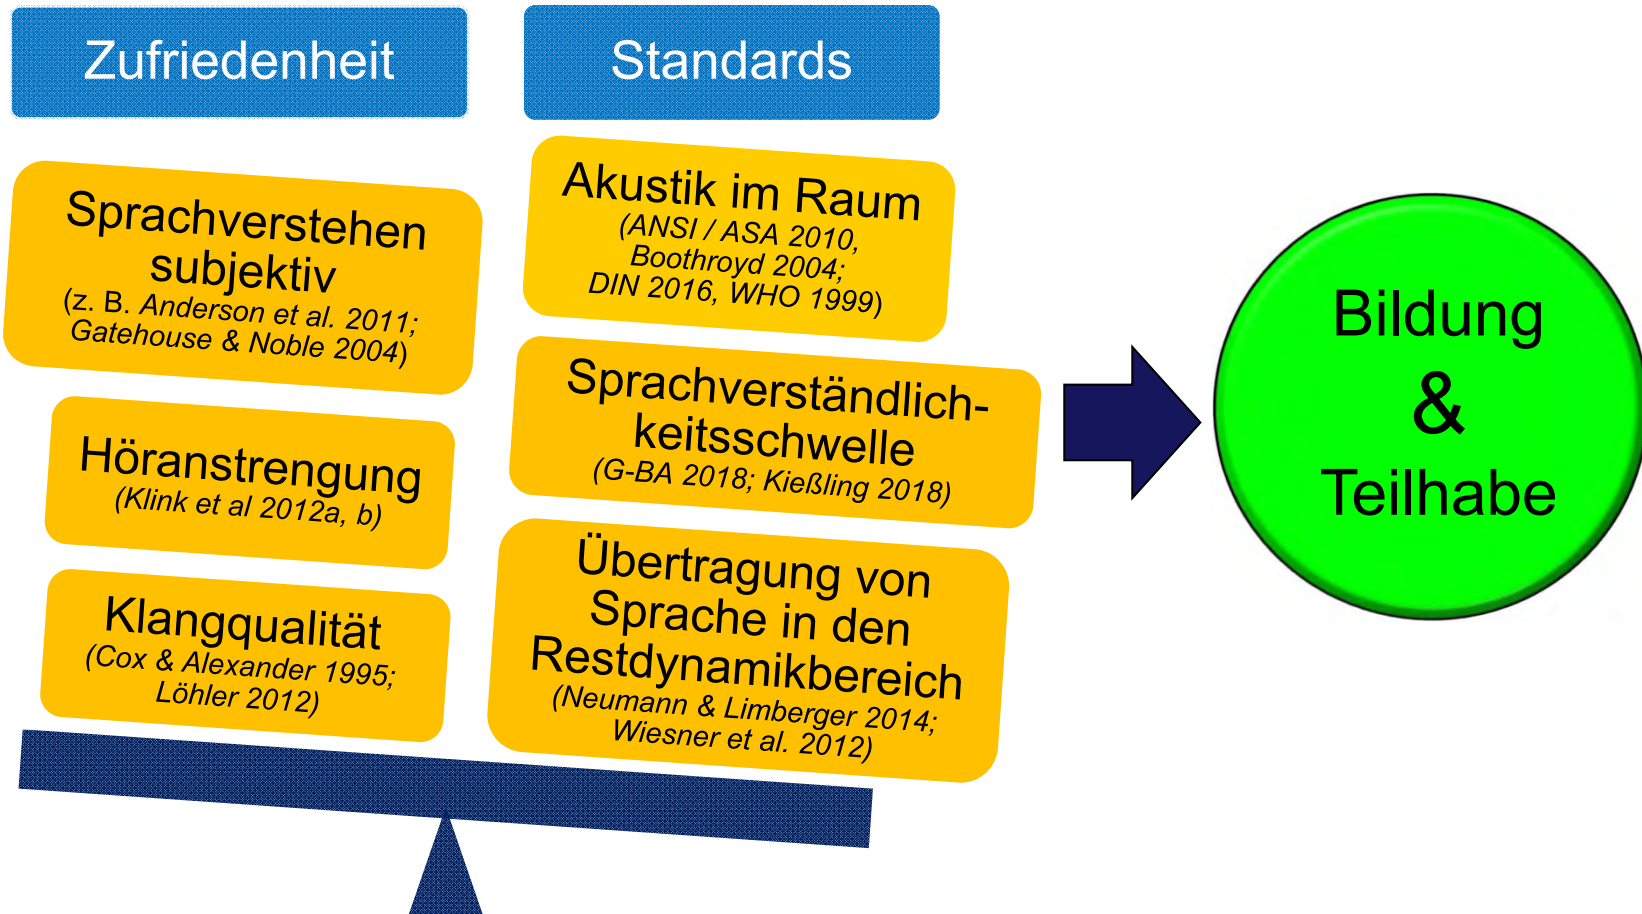 Zufriedenheit
Sprachverstehen
subjektiv
(z. B. Anderson et al. 2011;
Gatehouse & Noble 2004)
Höranstrengung
(Klink et al 2012a, b)
Klangqualität
(Cox & Alexander 1995;
Löhler 2012)
Standards
Akustik im Raum
(ANSI / ASA 2010,
Boothroyd 2004;
DIN 2016, WHO 1999)
Sprachverständlich-
keitsschwelle
(G-BA 2018; Kießling 2018)
Übertragung von
Sprache in den
Restdynamikbereich
(Neumann & Limberger 2014;
Wiesner et al. 2012)
Bildung
&
Teilhabe